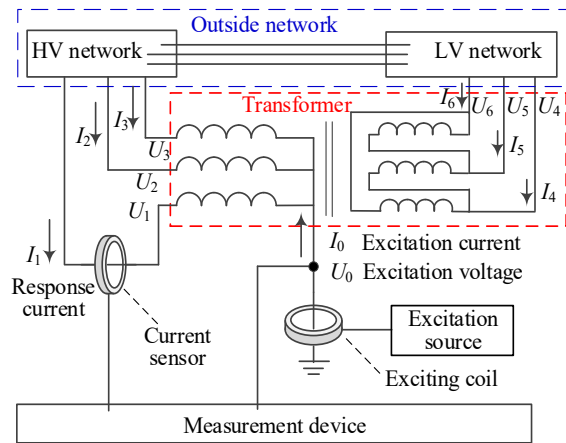 Outside network
HV network
LV network
Transformer
I6
U6
U5
U4
I2
I3
U3
I5
U2
I4
U1
I1
I0 Excitation current
U0 Excitation voltage
Response
current
Current
sensor
Excitation
source
Exciting coil
Measurement device